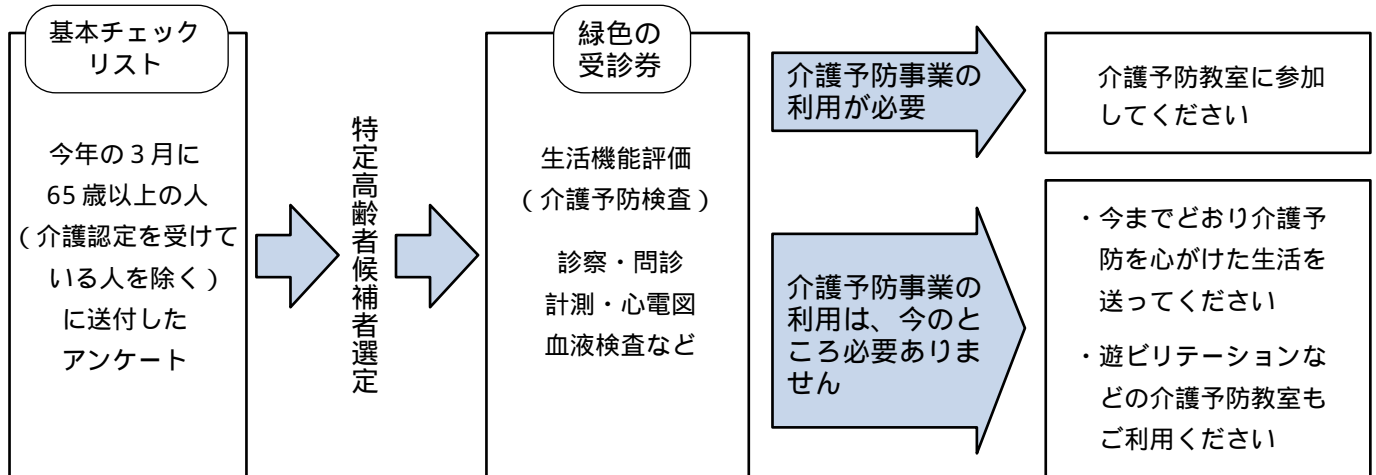 基本チェック
リスト
今年の３月に
65歳以上の人
（介護認定を受けて
いる人を除く）
に送付した
アンケート
特定高齢者候補者選定
緑色の
受診券
生活機能評価
（介護予防検査）
診察・問診
計測・心電図
血液検査など
介護予防事業の
利用が必要
介護予防教室に参加
してください
介護予防事業の
利用は、今のと
ころ必要ありま
せん
・今までどおり介護予
防を心がけた生活を
送ってください
・遊ビリテーションな
どの介護予防教室も
ご利用ください